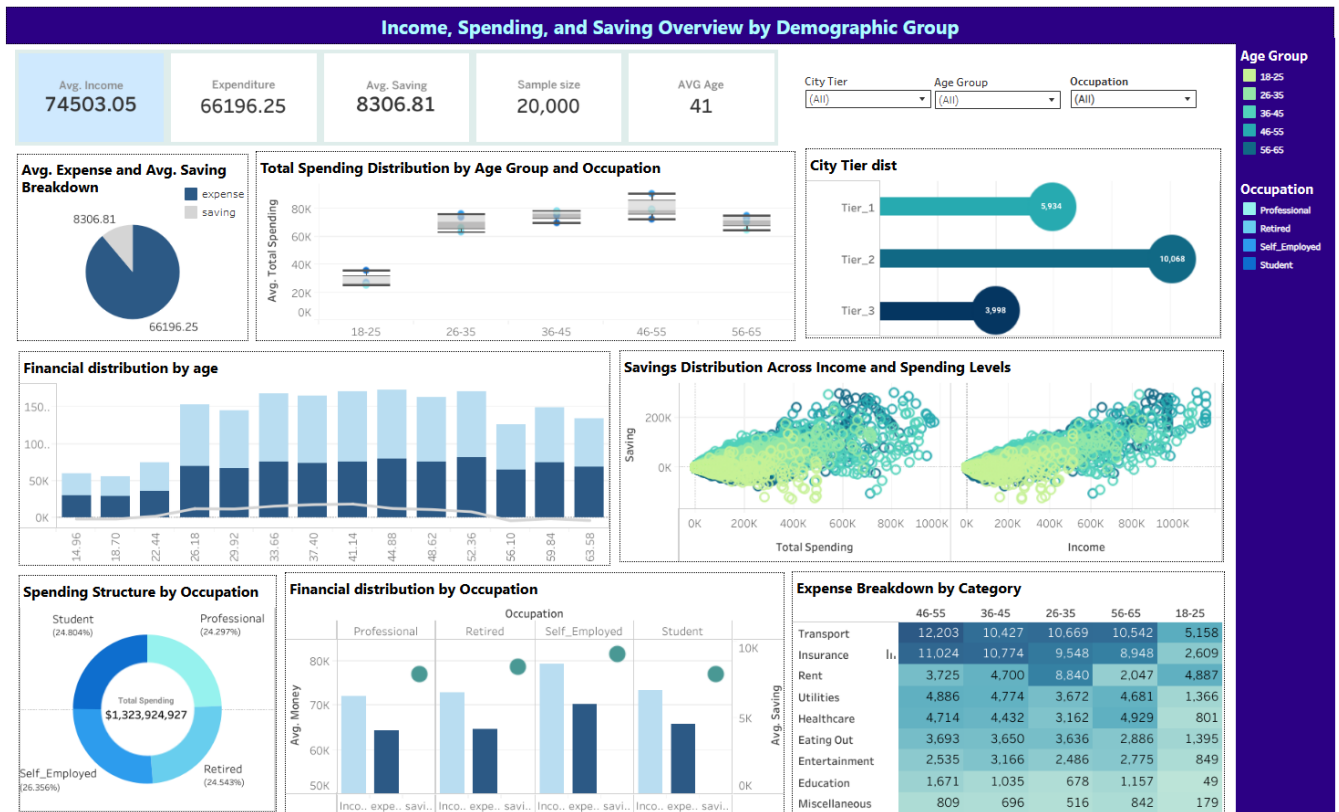 Income, Spending, and Saving Overview by Demographic Group
Avg. Income
74503.05
Expenditure
66196.25
Avg. Saving
8306.81
Sample size
20,000
AVG Age
41
City Tier
(All)
Age Group
(All)
Occupation
(All)
Age Group
18-25
26-35
36-45
46-55
56-65
Occupation
Professional
Retired
Self_Employed
Student
Avg. Expense and Avg. Saving
Breakdown
expense
saving
8306.81
66196.25
Total Spending Distribution by Age Group and Occupation
Avg. Total Spending
80K
60K
40K
20K
0K
18-25 26-35 36-45 46-55 56-65
City Tier dist
Tier_1 5,934
Tier_2 10,068
Tier_3 3,998
Financial distribution by age
150..
100..
50K
0K
14.96 18.70 22.44 26.18 29.92 33.66 37.40 41.14 44.88 48.62 52.36 56.10 59.84 63.58
Savings Distribution Across Income and Spending Levels
Saving
200K
0K
0K 200K 400K 600K 800K 1000K 0K 200K 400K 600K 800K 1000K
Total Spending Income
Spending Structure by Occupation
Student
(24.804%)
Professional
(24.297%)
Total Spending
$1,323,924,927
Self_Employed
(26.356%)
Retired
(24.543%)
Financial distribution by Occupation
Occupation
Professional Retired Self_Employed Student
Avg. Money
80K
70K
60K
50K
10K
5K
0K
Avg. Saving
Inco.. expe.. savi.. Inco.. expe.. savi.. Inco.. expe.. savi.. Inco.. expe.. savi..
Expense Breakdown by Category
46-55 36-45 26-35 56-65 18-25
Transport 12,203 10,427 10,669 10,542 5,158
Insurance 11,024 10,774 9,548 8,948 2,609
Rent 3,725 4,700 8,840 2,047 4,887
Utilities 4,886 4,774 3,672 4,681 1,366
Healthcare 4,714 4,432 3,162 4,929 801
Eating Out 3,693 3,650 3,636 2,886 1,395
Entertainment 2,535 3,166 2,486 2,775 849
Education 1,671 1,035 678 1,157 49
Miscellaneous 809 696 516 842 179